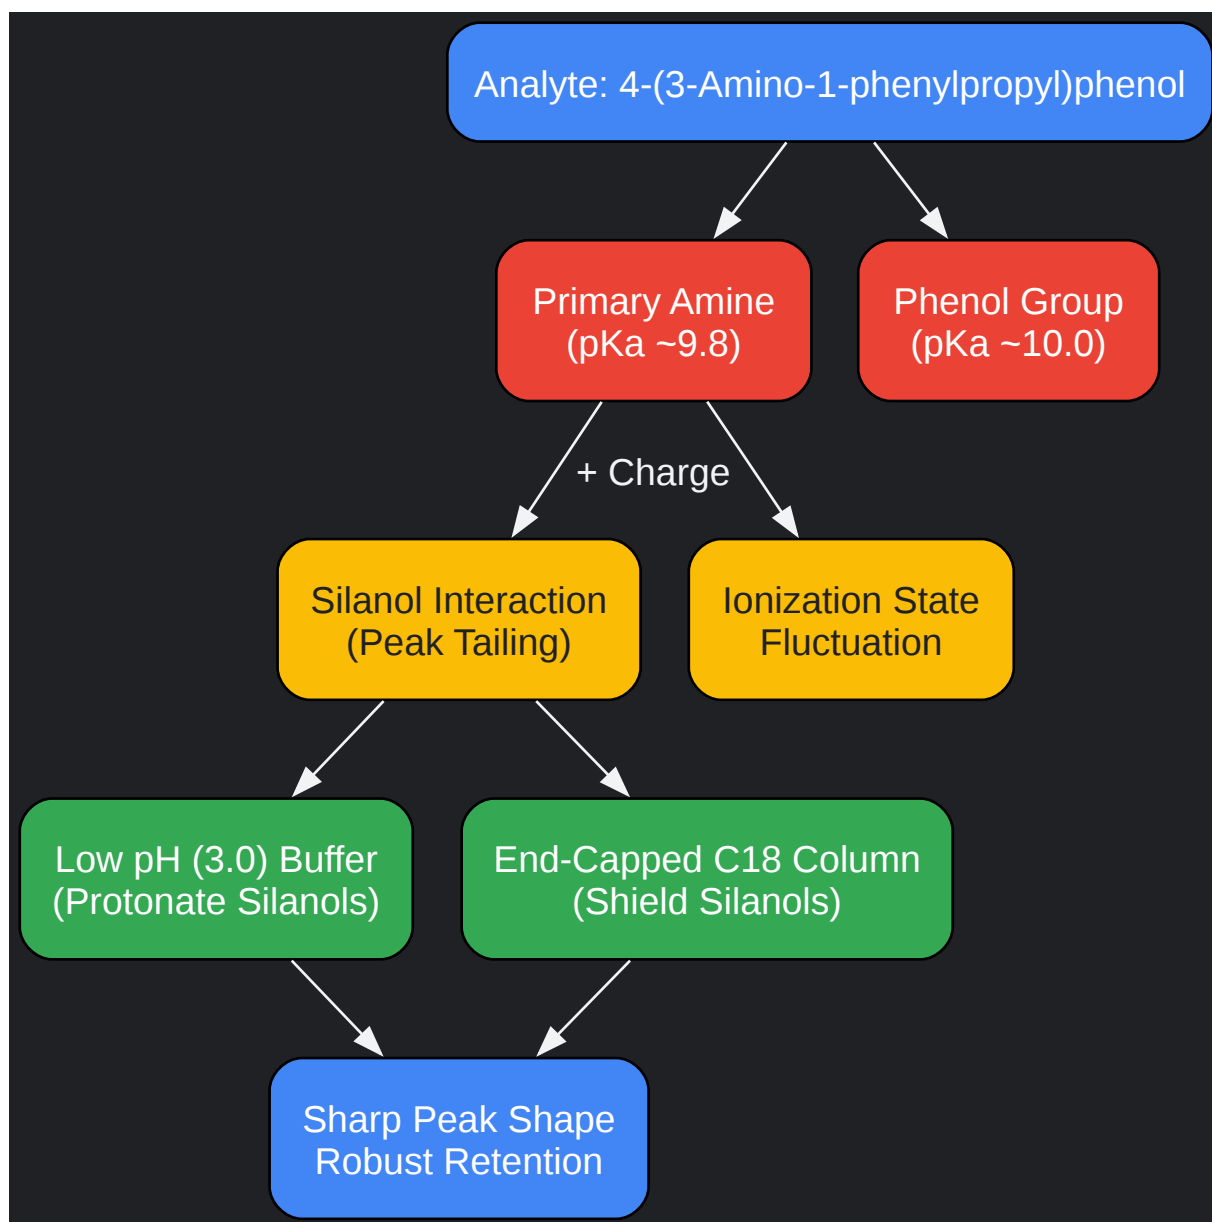 Analyte: 4-(3-Amino-1-phenylpropyl)phenol
Primary Amine
(pKa ~9.8)
Phenol Group
(pKa ~10.0)
+ Charge
Silanol Interaction
(Peak Tailing)
Ionization State
Fluctuation
Low pH (3.0) Buffer
(Protonate Silanols)
End-Capped C18 Column
(Shield Silanols)
Sharp Peak Shape
Robust Retention